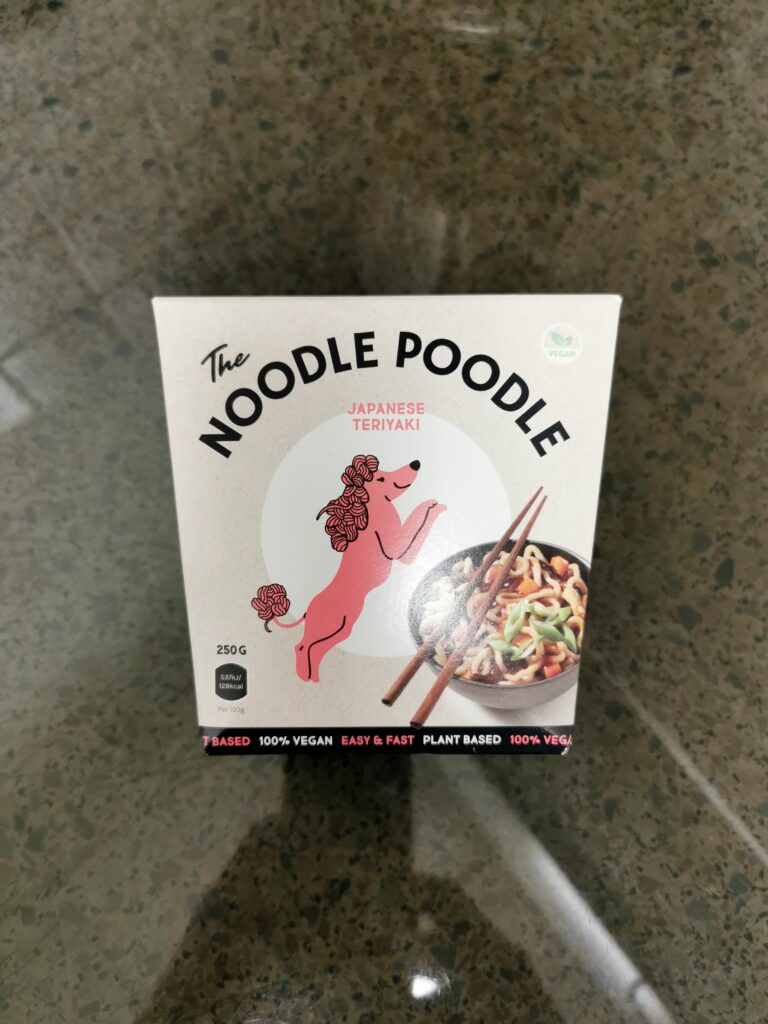 The
NOODLE POODLE
VEGAN
JAPANESE
TERIYAKI
250G
537kJ/
128kcal
Per 100g
T BASED 100% VEGAN EASY & FAST PLANT BASED 100% VEGA